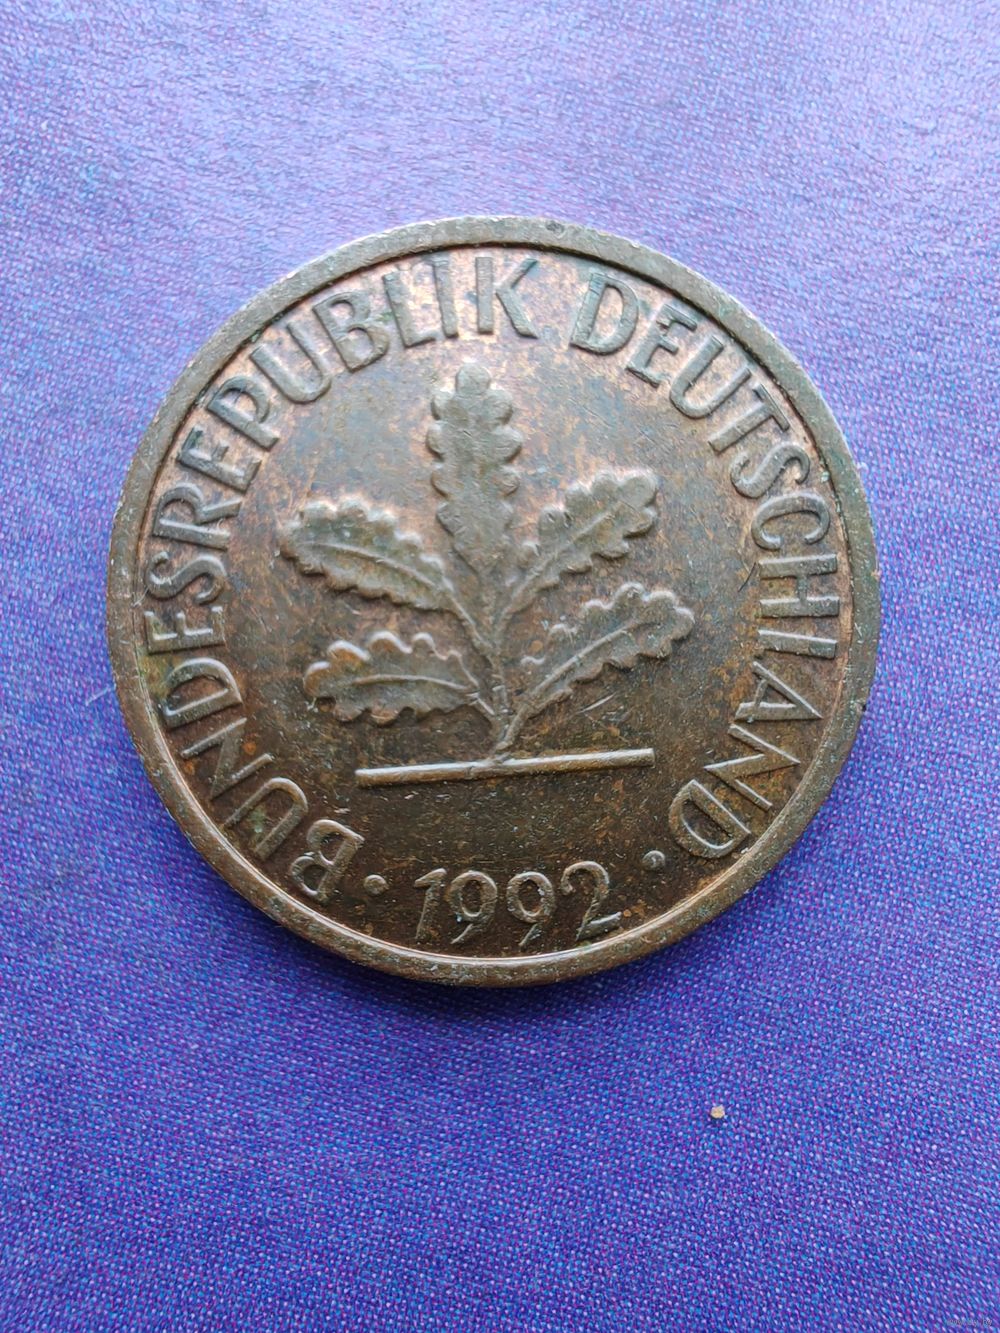 BUNDESREPUBLIK DEUTSCHLAND
· 1992 ·